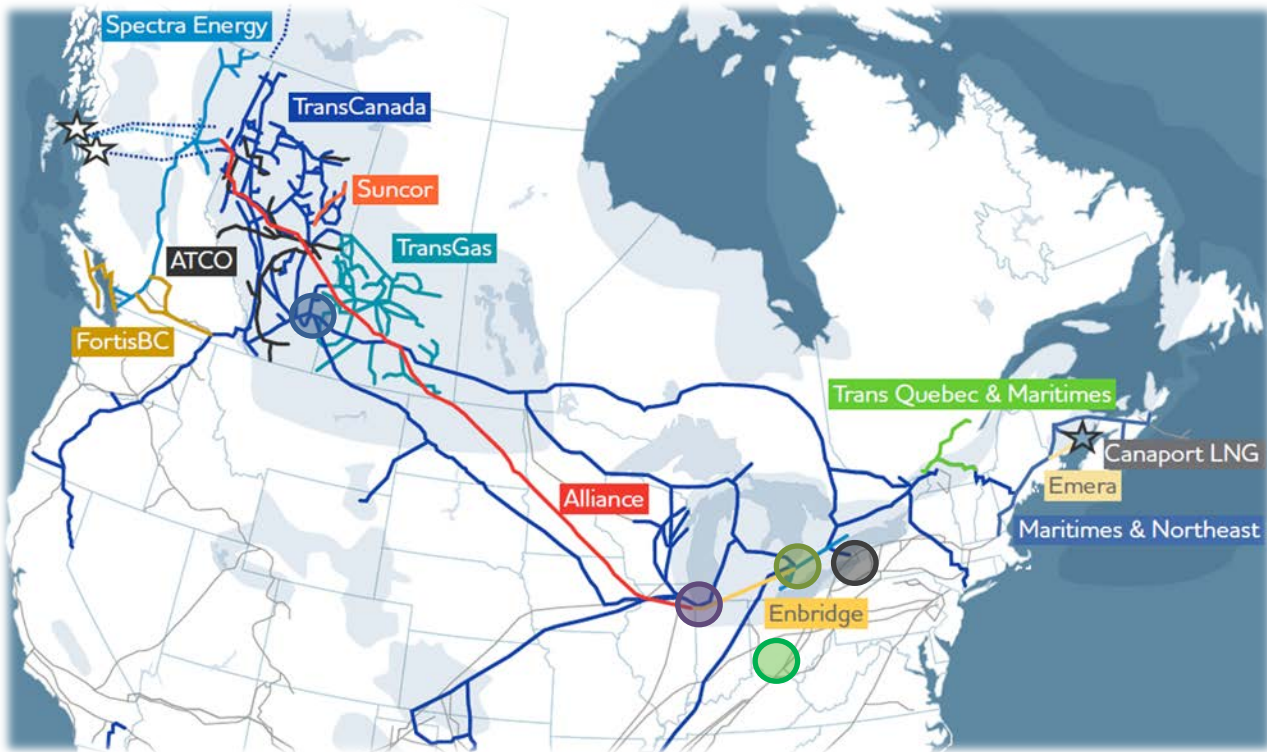 Spectra Energy
TransCanada
Suncor
TransGas
ATCO
FortisBC
Trans Quebec & Maritimes
Canaport LNG
Emera
Alliance
Maritimes & Northeast
Enbridge